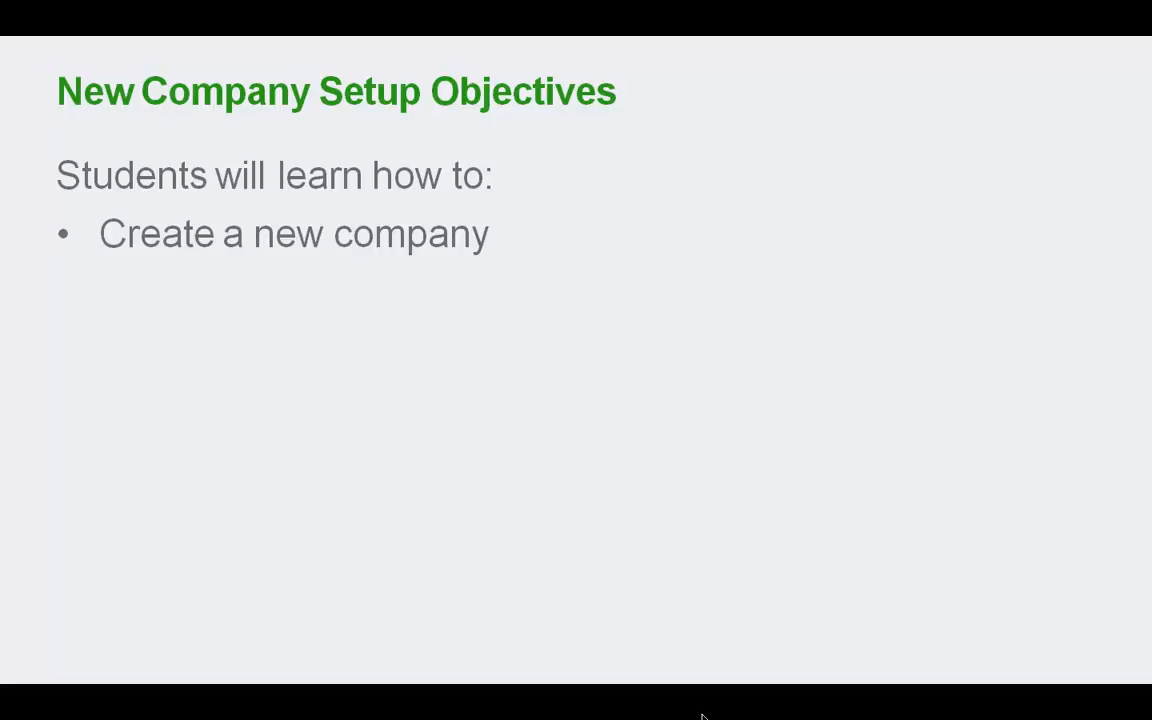 New Company Setup Objectives
Students will learn how to:
• Create a new company